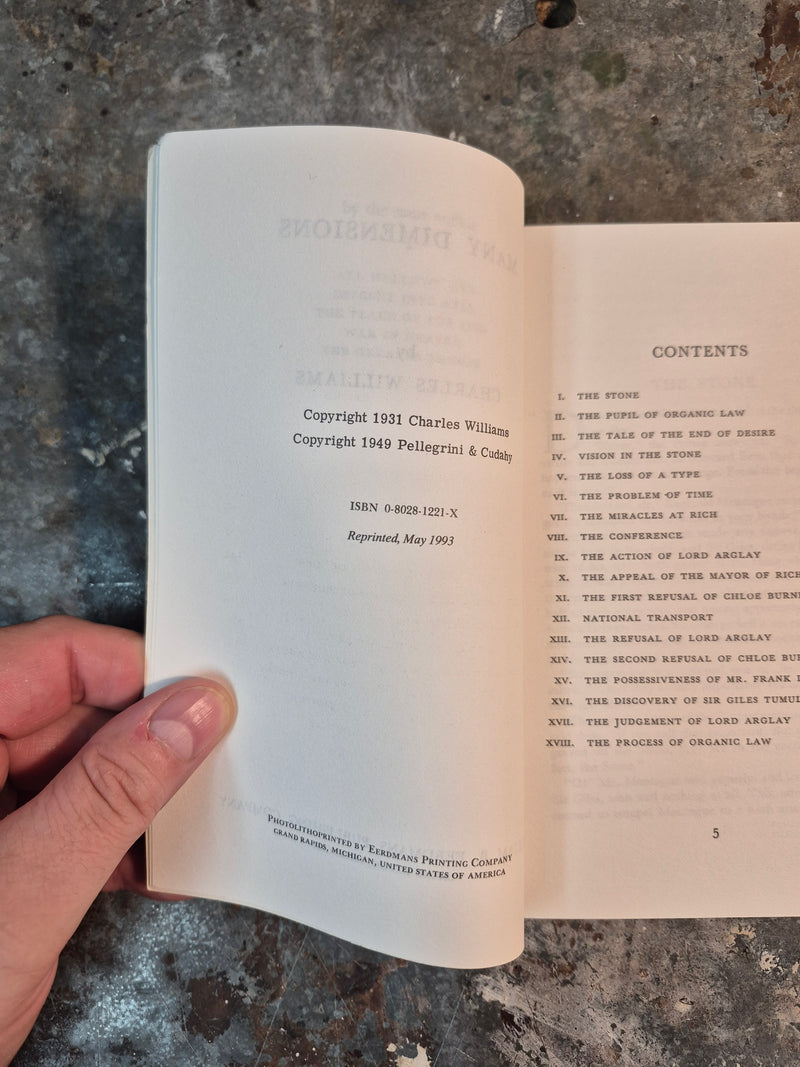 Copyright 1931 Charles Williams
Copyright 1949 Pellegrini & Cudahy
ISBN 0-8028-1221-X
Reprinted, May 1993
PHOTOLITHOPRINTED BY EERDMANS PRINTING COMPANY
GRAND RAPIDS, MICHIGAN, UNITED STATES OF AMERICA
CONTENTS
I. THE STONE
II. THE PUPIL OF ORGANIC LAW
III. THE TALE OF THE END OF DESIRE
IV. VISION IN THE STONE
V. THE LOSS OF A TYPE
VI. THE PROBLEM OF TIME
VII. THE MIRACLES AT RICH
VIII. THE CONFERENCE
IX. THE ACTION OF LORD ARGLAY
X. THE APPEAL OF THE MAYOR OF RICH
XI. THE FIRST REFUSAL OF CHLOE
XII. NATIONAL TRANSPORT
XIII. THE REFUSAL OF LORD ARGLAY
XIV. THE SECOND REFUSAL OF CHLOE
XV. THE POSSESSIVENESS OF MR. FRANK
XVI. THE DISCOVERY OF SIR GILES
XVII. THE JUDGEMENT OF LORD ARGLAY
XVIII. THE PROCESS OF ORGANIC LAW
5